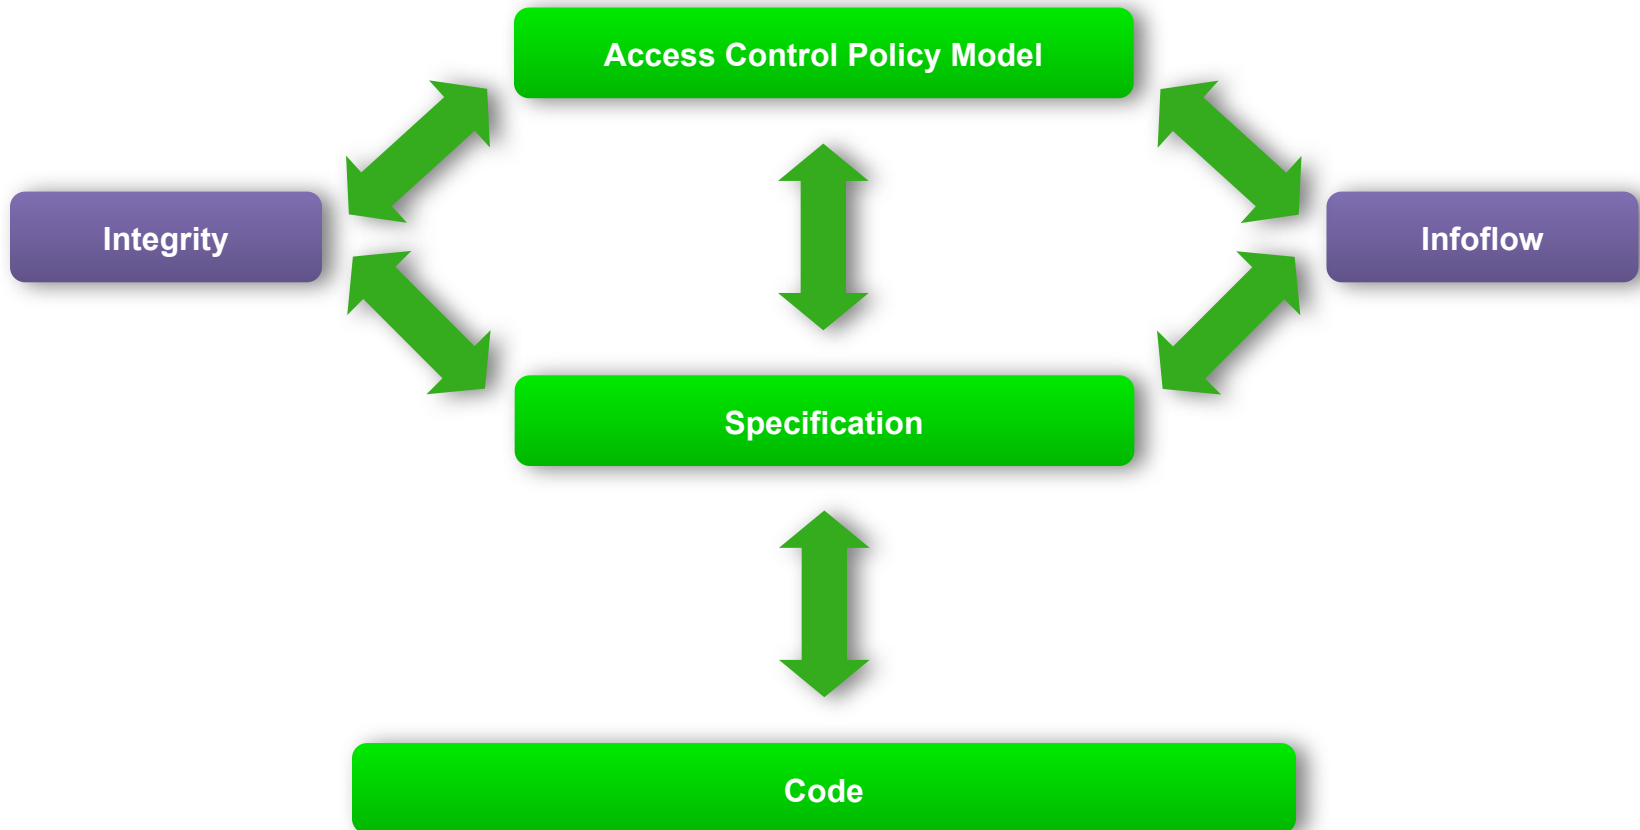 Access Control Policy Model
Integrity
Infoflow
Specification
Code